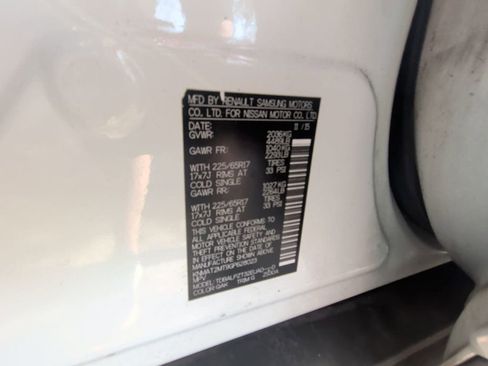 MFD BY RENAULT SAMSUNG MOTORS
CO. LTD. FOR NISSAN MOTOR CO. LTD
DATE: 11 / 15
GVWR: 2036KG
4489LB
GAWR FR: 1040KG
2293LB
WITH 225/65R17 TIRES
17x7J RIMS AT 33 PSI
COLD SINGLE
GAWR RR: 1027KG
2264LB
WITH 225/65R17 TIRES
17x7J RIMS AT 33 PSI
COLD SINGLE
THIS VEHICLE CONFORMS TO
ALL APPLICABLE FEDERAL
MOTOR VEHICLE SAFETY AND
THEFT PREVENTION STANDARDS
IN EFFECT ON THE DATE OF
MANUFACTURE SHOWN ABOVE
KNMAT2MT9GP628023
MPV
MODEL:
COLOR: QAK TRIM: G